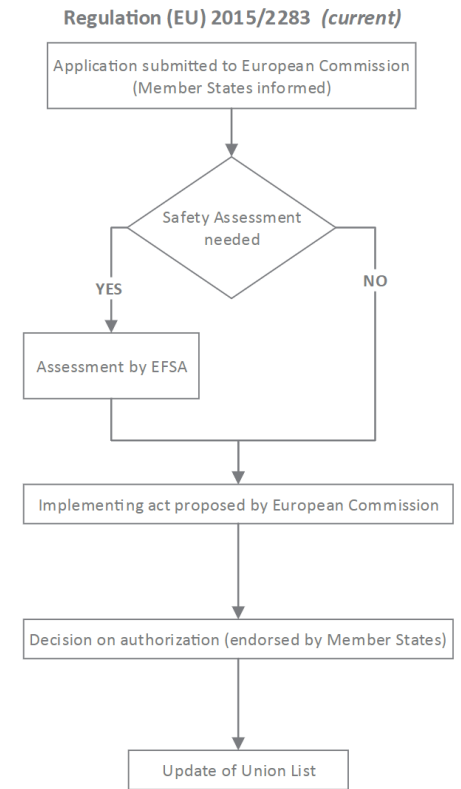 Regulation (EU) 2015/2283 (current)
Application submitted to European Commission
(Member States informed)
Safety Assessment
needed
YES
NO
Assessment by EFSA
Implementing act proposed by European Commission
Decision on authorization (endorsed by Member States)
Update of Union List